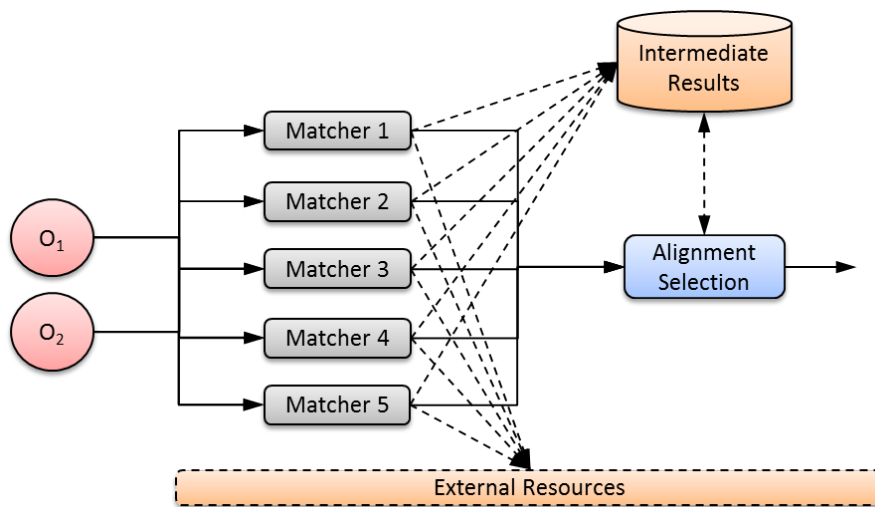 Intermediate
Results
Matcher 1
Matcher 2
O₁
Matcher 3
Alignment
Selection
O₂
Matcher 4
Matcher 5
External Resources